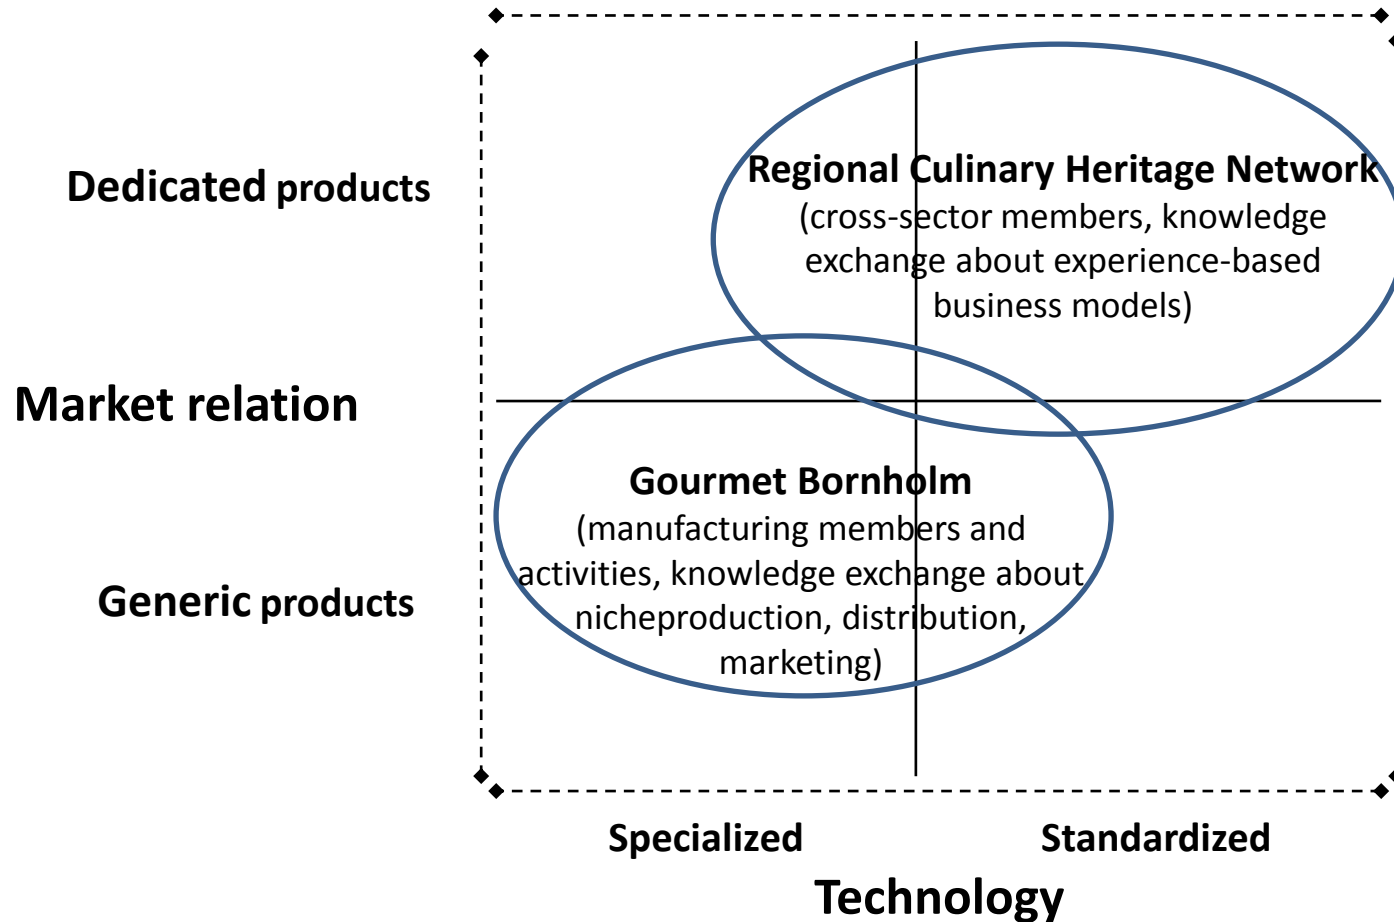 Dedicated products
Regional Culinary Heritage Network
(cross-sector members, knowledge
exchange about experience-based
business models)
Market relation
Gourmet Bornholm
(manufacturing members and
activities, knowledge exchange about
nicheproduction, distribution,
marketing)
Generic products
Specialized
Standardized
Technology